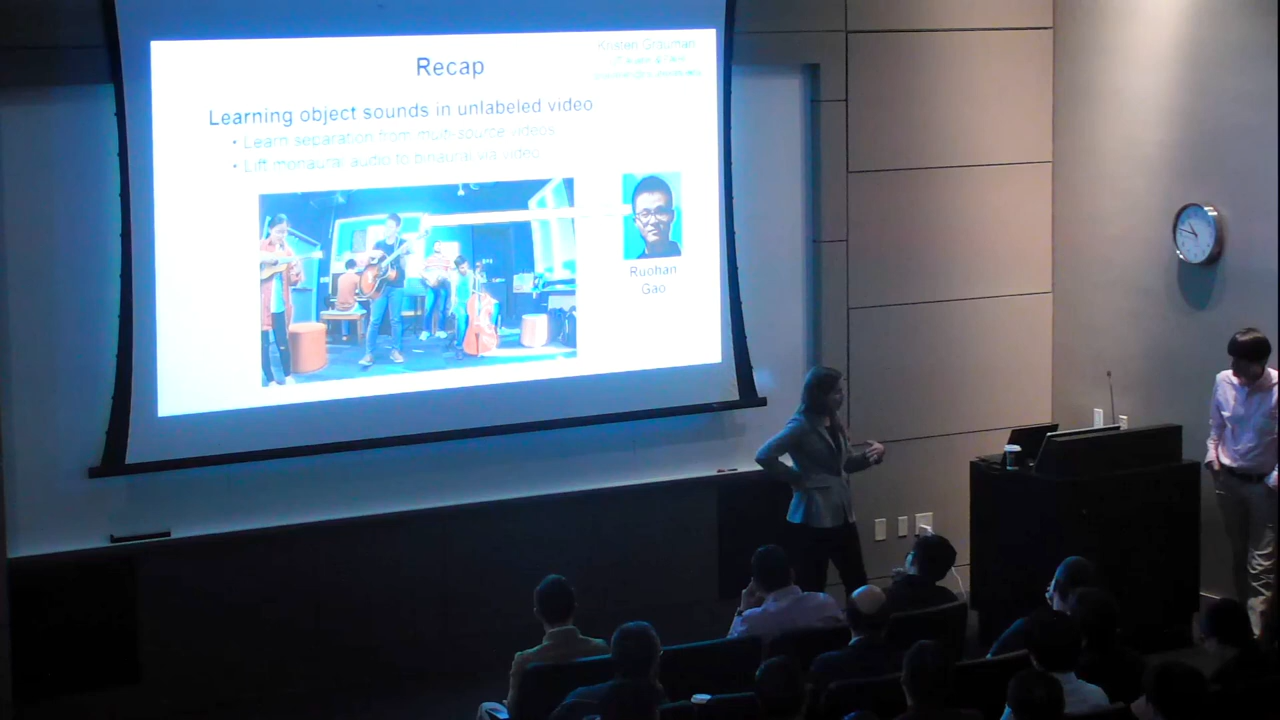 Recap
Kristen Grauman
Learning object sounds in unlabeled video
• Learn separation from multi-source videos
• Lift monaural audio to binaural via video
Ruohan
Gao